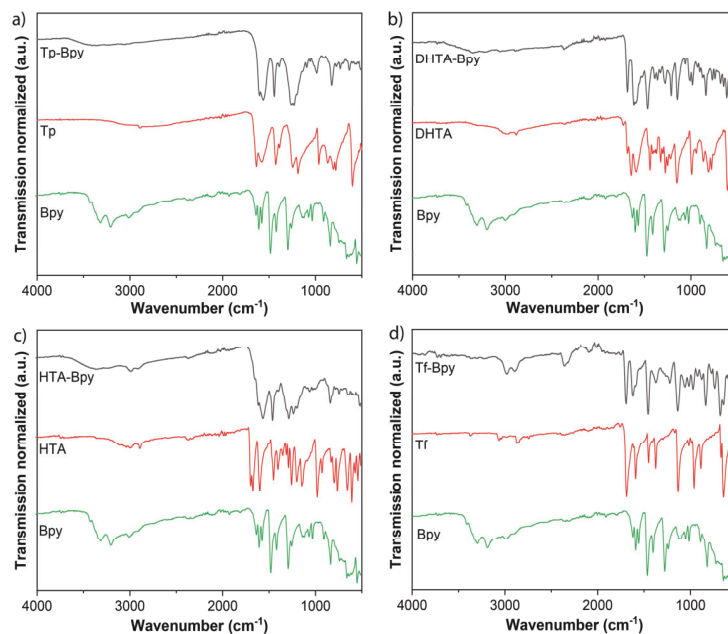 a)
Transmission normalized (a.u.)
Tp-Bpy
Tp
Bpy
4000 3000 2000 1000
Wavenumber (cm⁻¹)
b)
Transmission normalized (a.u.)
DHTA-Bpy
DHTA
Bpy
4000 3000 2000 1000
Wavenumber (cm⁻¹)
c)
Transmission normalized (a.u.)
HTA-Bpy
HTA
Bpy
4000 3000 2000 1000
Wavenumber (cm⁻¹)
d)
Transmission normalized (a.u.)
Tf-Bpy
Tf
Bpy
4000 3000 2000 1000
Wavenumber (cm⁻¹)